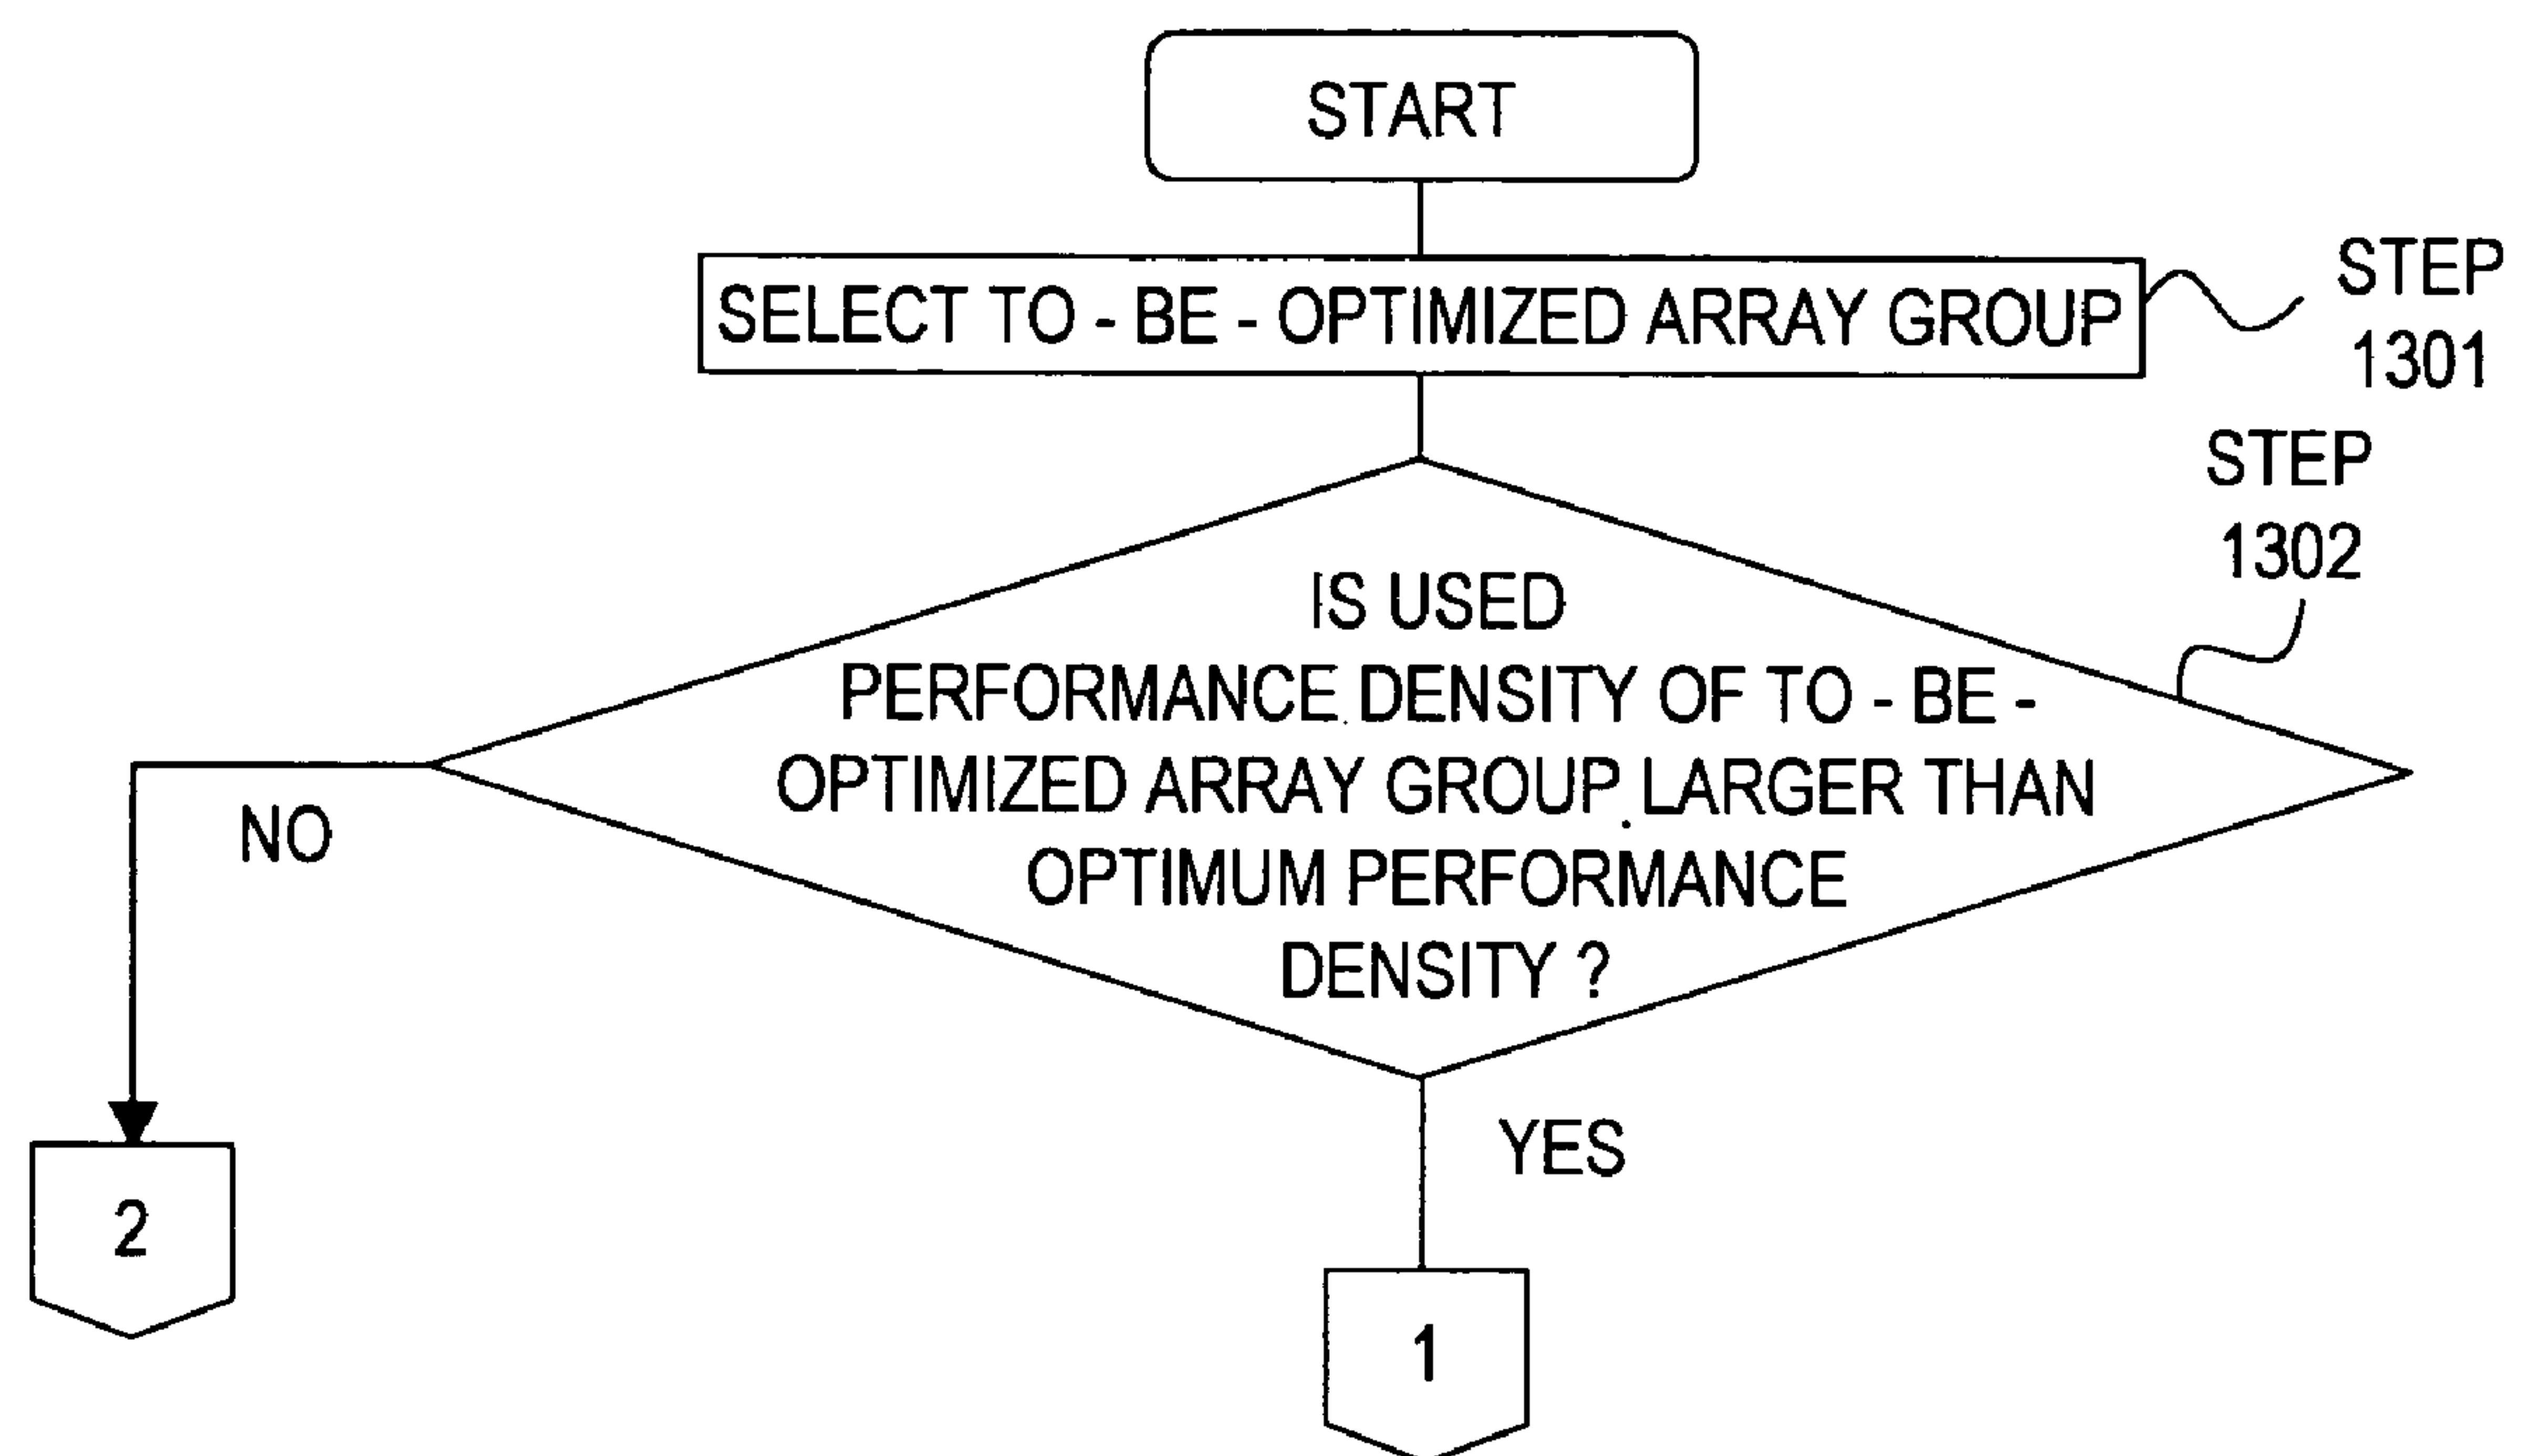 START
SELECT TO - BE - OPTIMIZED ARRAY GROUP
STEP
1301
STEP
1302
IS USED
PERFORMANCE DENSITY OF TO - BE -
OPTIMIZED ARRAY GROUP LARGER THAN
OPTIMUM PERFORMANCE
DENSITY ?
NO
YES
2
1